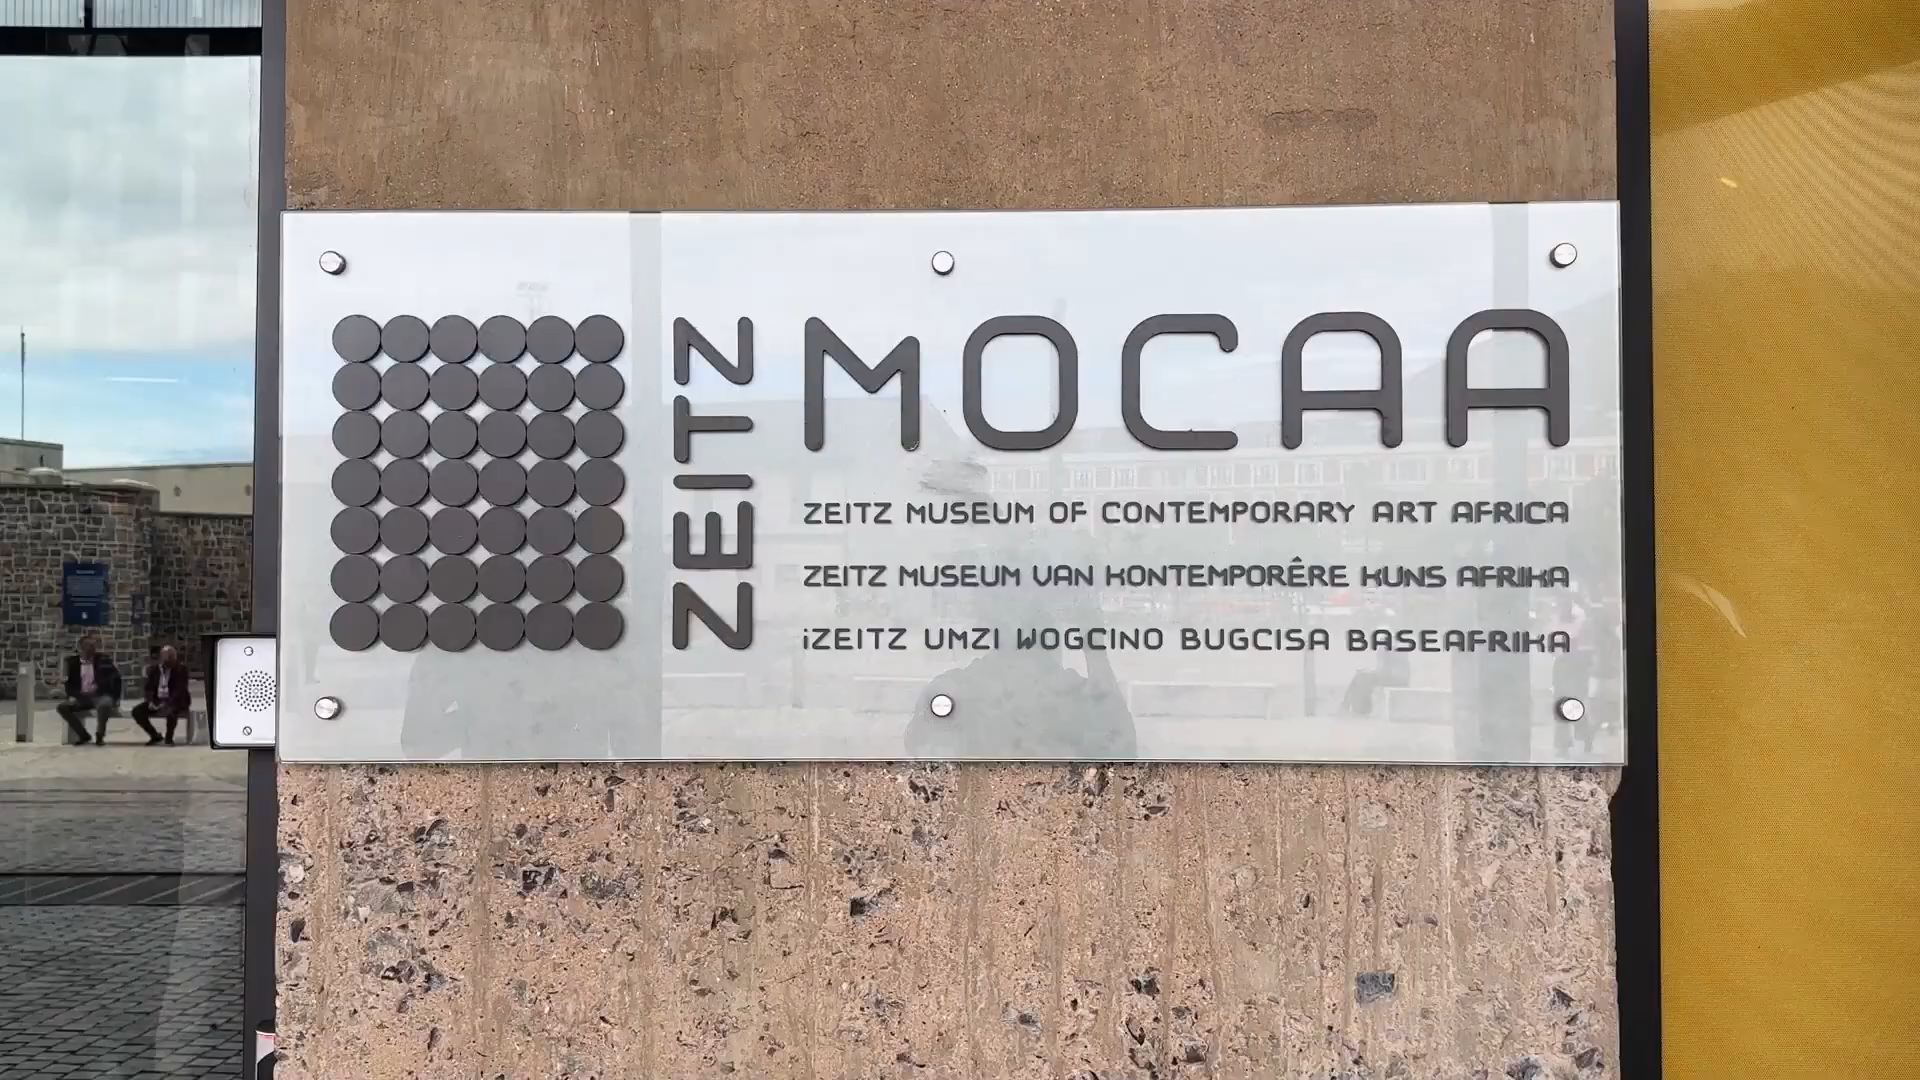 ZEITZ
MOCAA
ZEITZ MUSEUM OF CONTEMPORARY ART AFRICA
ZEITZ MUSEUM VAN KONTEMPORÊRE KUNS AFRIKA
iZEITZ UMZI WOGCINO BUGCISA BASEAFRIKA